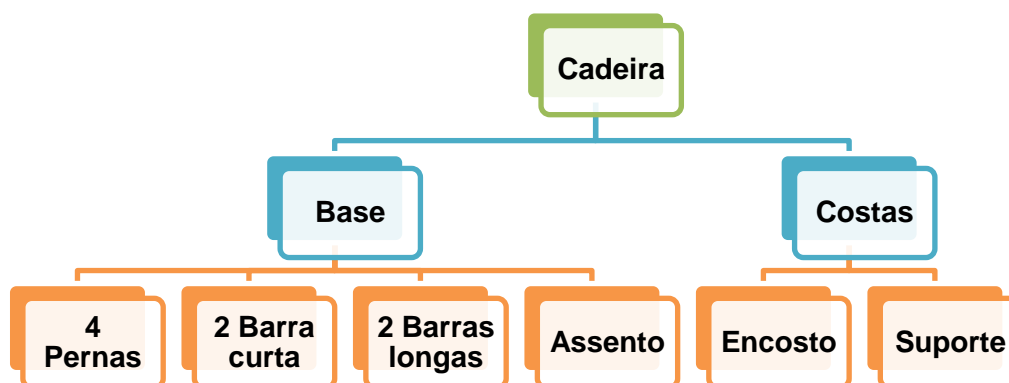 Cadeira
Base
Costas
4
Pernas
2 Barra
curta
2 Barras
longas
Assento
Encosto
Suporte